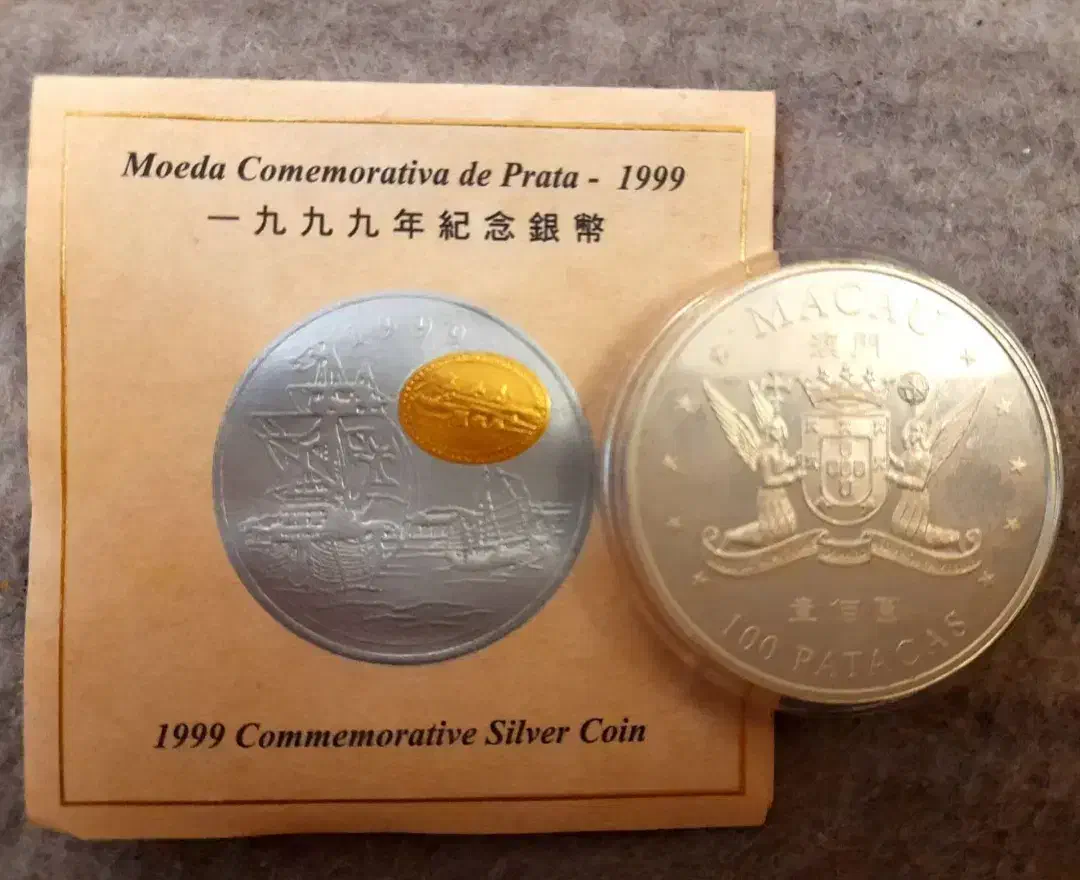 Moeda Comemorativa de Prata - 1999
一九九九年紀念銀幣
1999
1999 Commemorative Silver Coin
MACAU
澳門
壹佰圓
100 PATACAS